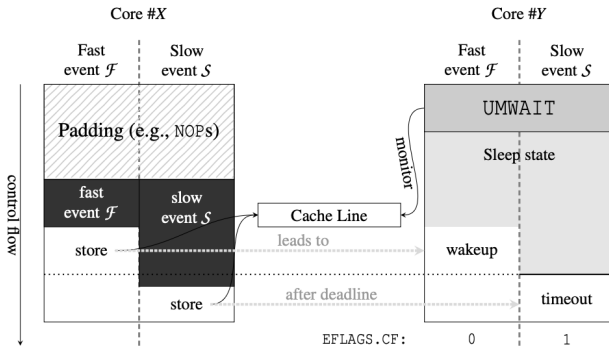 Core #X
Core #Y
Fast
event ℱ
Slow
event 𝒮
Fast
event ℱ
Slow
event 𝒮
control flow
Padding (e.g., NOPs)
UMWAIT
monitor
Sleep state
fast
event ℱ
slow
event 𝒮
Cache Line
store
leads to
wakeup
store
after deadline
timeout
EFLAGS.CF: 0 1